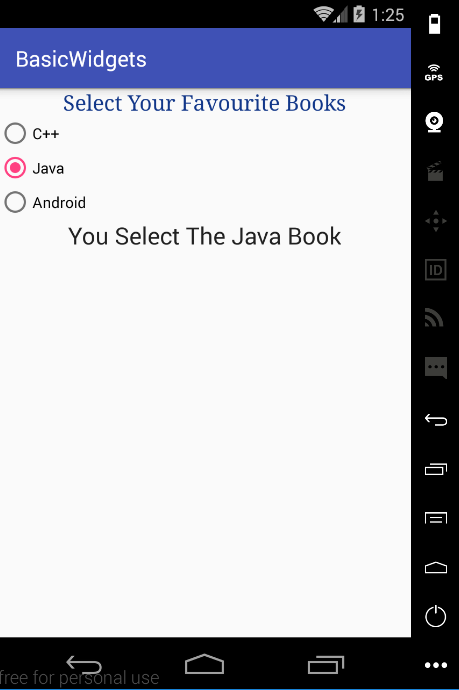 1:25
BasicWidgets
GPS
Select Your Favourite Books
C++
Java
Android
ID
You Select The Java Book
free for personal use